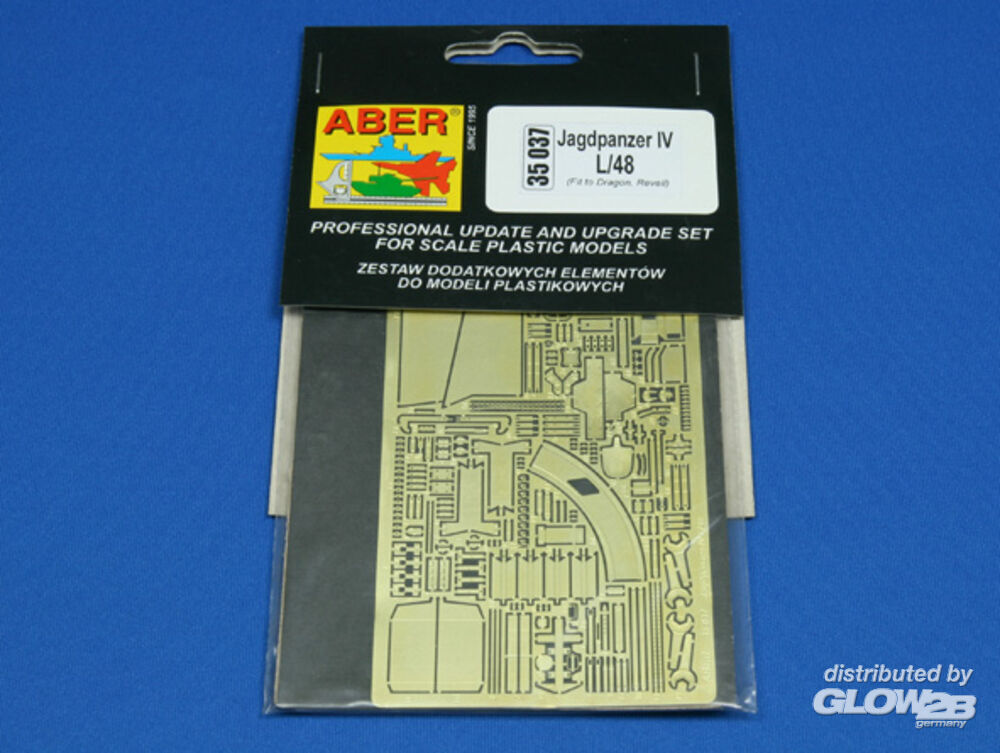 ABER®
SINCE 1995
35 037
Jagdpanzer IV
L/48
(Fit to Dragon, Revell)
PROFESSIONAL UPDATE AND UPGRADE SET
FOR SCALE PLASTIC MODELS
ZESTAW DODATKOWYCH ELEMENTÓW
DO MODELI PLASTIKOWYCH
distributed by
GLOW2B
germany